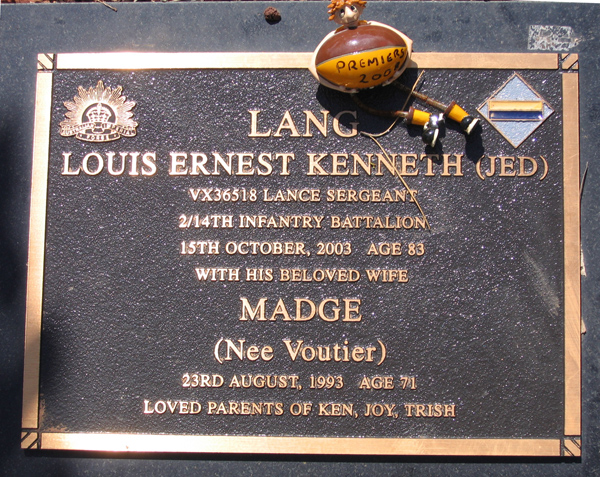 PREMIERS
2008
LANG
LOUIS ERNEST KENNETH (JED)
VX36518 LANCE SERGEANT
2/14TH INFANTRY BATTALION
15TH OCTOBER, 2003 AGE 83
WITH HIS BELOVED WIFE
MADGE
(Nee Voutier)
23RD AUGUST, 1993 AGE 71
LOVED PARENTS OF KEN, JOY, TRISH